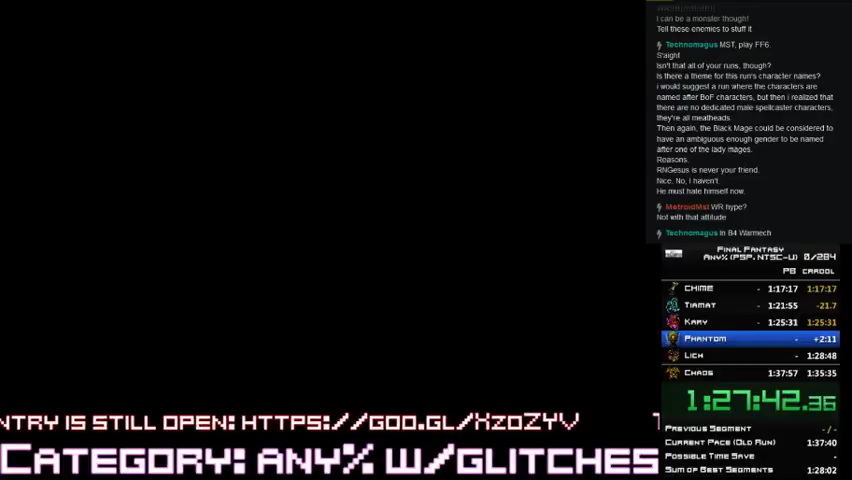 I can be a monster though!
Tell these enemies to stuff it
Technomagus MST, play FF6.
S'aight
Isn't that all of your runs, though?
Is there a theme for this run's character names?
i would suggest a run where the characters are
named after BoF characters, but then i realized that
there are no dedicated male spellcaster characters,
they're all meatheads.
Then again, the Black Mage could be considered to
have an ambiguous enough gender to be named
after one of the lady mages.
Reasons.
RNGesus is never your friend.
Nice. No, i haven't.
He must hate himself now.
MetroidMst WR hype?
Not with that attitude
Technomagus In B4 Warmech
Final Fantasy
Any% (PSP, NTSC-U) 0/284
PB
CHIME - 1:17:17 1:17:17
Tiamat - 1:21:55 -21.7
Kary - 1:25:31 1:25:31
Phantom - +2:11
Lich - 1:28:48
Chaos 1:37:57 1:35:35
1:27:42.36
ntry is still open: https://goo.gl/XzoZYV
Previous Segment -/-
Current Pace (Old Run) 1:37:40
Category: any% w/glitches
Possible Time Save -
Sum of Best Segments 1:28:02